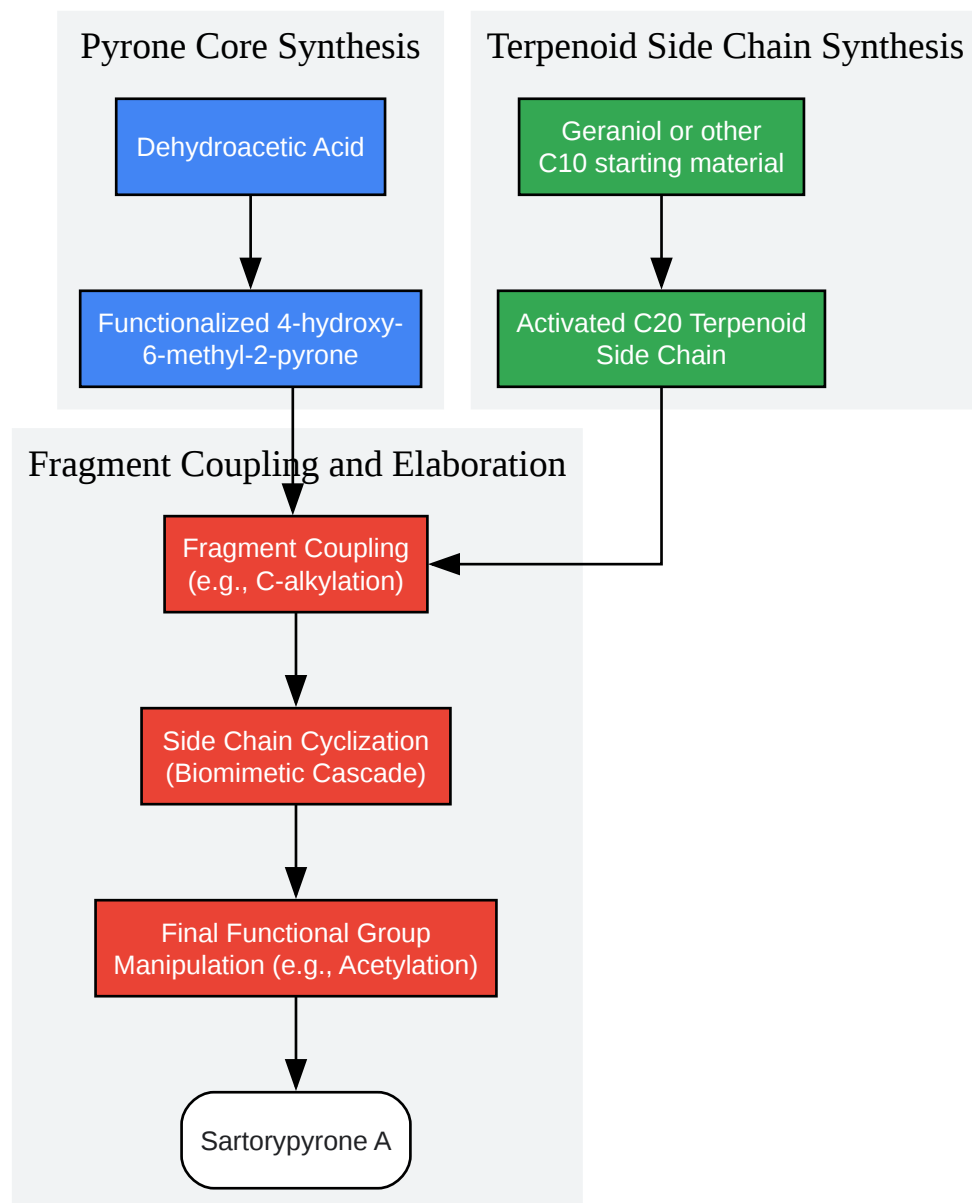 Pyrone Core Synthesis
Terpenoid Side Chain Synthesis
Dehydroacetic Acid
Geraniol or other
C10 starting material
Functionalized 4-hydroxy-
6-methyl-2-pyrone
Activated C20 Terpenoid
Side Chain
Fragment Coupling and Elaboration
Fragment Coupling
(e.g., C-alkylation)
Side Chain Cyclization
(Biomimetic Cascade)
Final Functional Group
Manipulation (e.g., Acetylation)
Sartorypyrone A